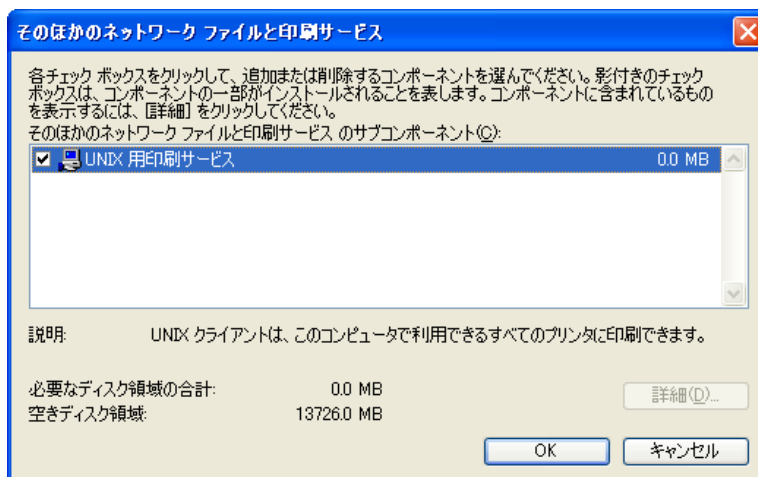 そのほかのネットワーク ファイルと印刷サービス
各チェック ボックスをクリックして、追加または削除するコンポーネントを選んでください。影付きのチェック
ボックスは、コンポーネントの一部がインストールされることを表します。コンポーネントに含まれているもの
を表示するには、[詳細] をクリックしてください。
そのほかのネットワーク ファイルと印刷サービス のサブコンポーネント(C):
UNIX 用印刷サービス 0.0 MB
説明: UNIX クライアントは、このコンピュータで利用できるすべてのプリンタに印刷できます。
必要なディスク領域の合計: 0.0 MB
空きディスク領域: 13726.0 MB
詳細(D)...
OK キャンセル